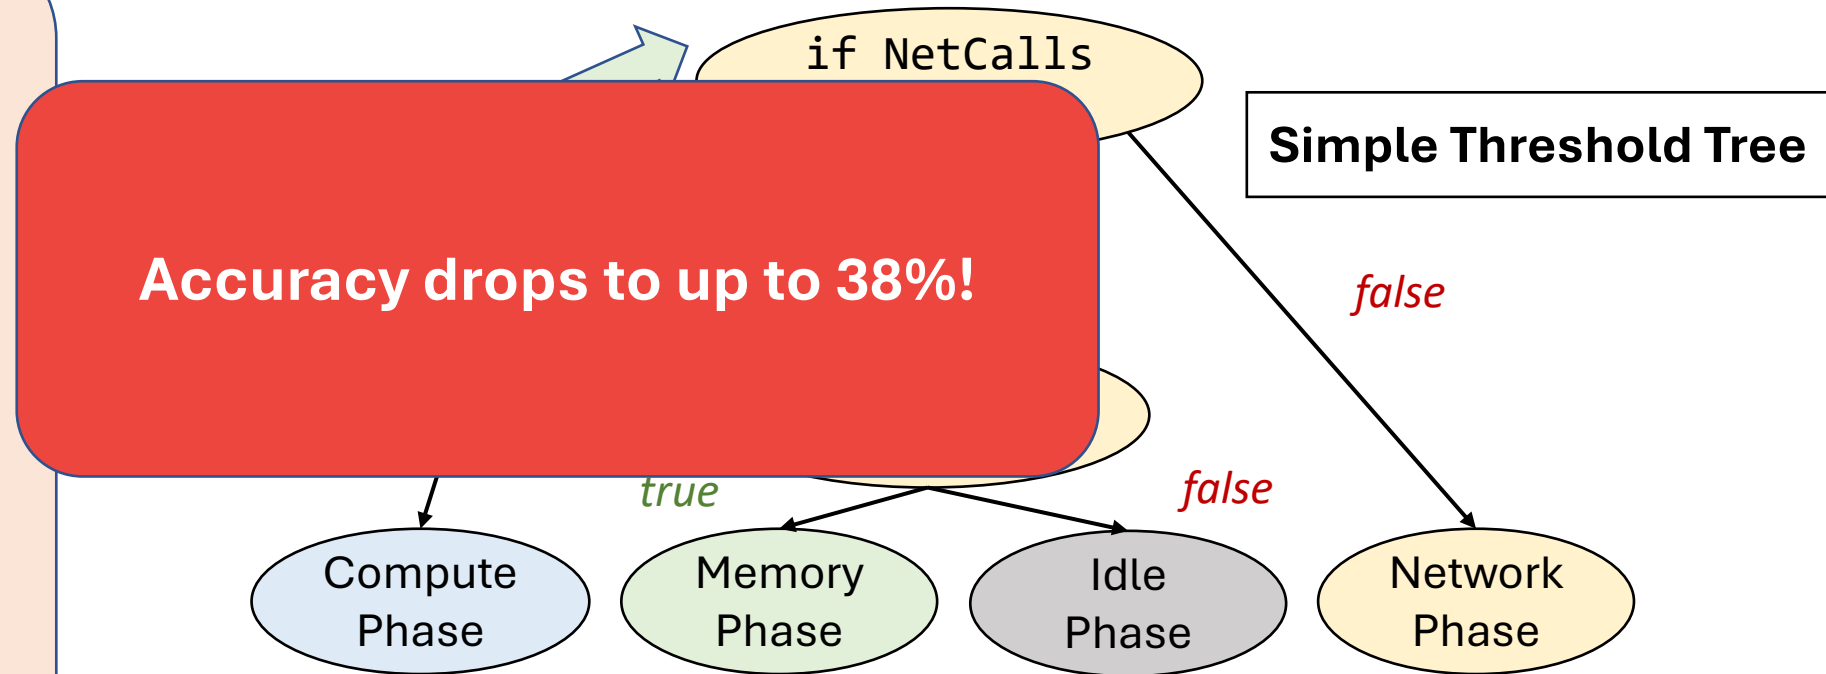 if NetCalls
Simple Threshold Tree
Accuracy drops to up to 38%!
false
true
false
Compute
Phase
Memory
Phase
Idle
Phase
Network
Phase